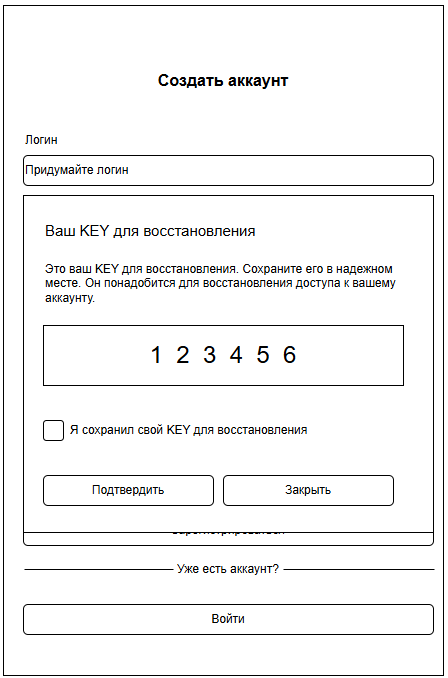 Создать аккаунт
Логин
Придумайте логин
Ваш KEY для восстановления
Это ваш KEY для восстановления. Сохраните его в надежном
месте. Он понадобится для восстановления доступа к вашему
аккаунту.
1 2 3 4 5 6
Я сохранил свой KEY для восстановления
Подтвердить
Закрыть
Зарегистрироваться
Уже есть аккаунт?
Войти